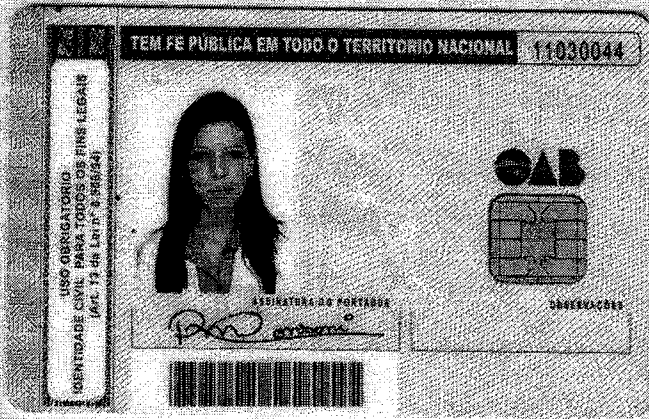 TEM FE PÚBLICA EM TODO O TERRITORIO NACIONAL 11030044
USO OBRIGATORIO
IDENTIDADE CIVIL PARA TODOS OS FINS LEGAIS
(Art. 13 da Lei nº 8.906/94)
OAB
ASSINATURA DO PORTADOR
OBSERVAÇÕES